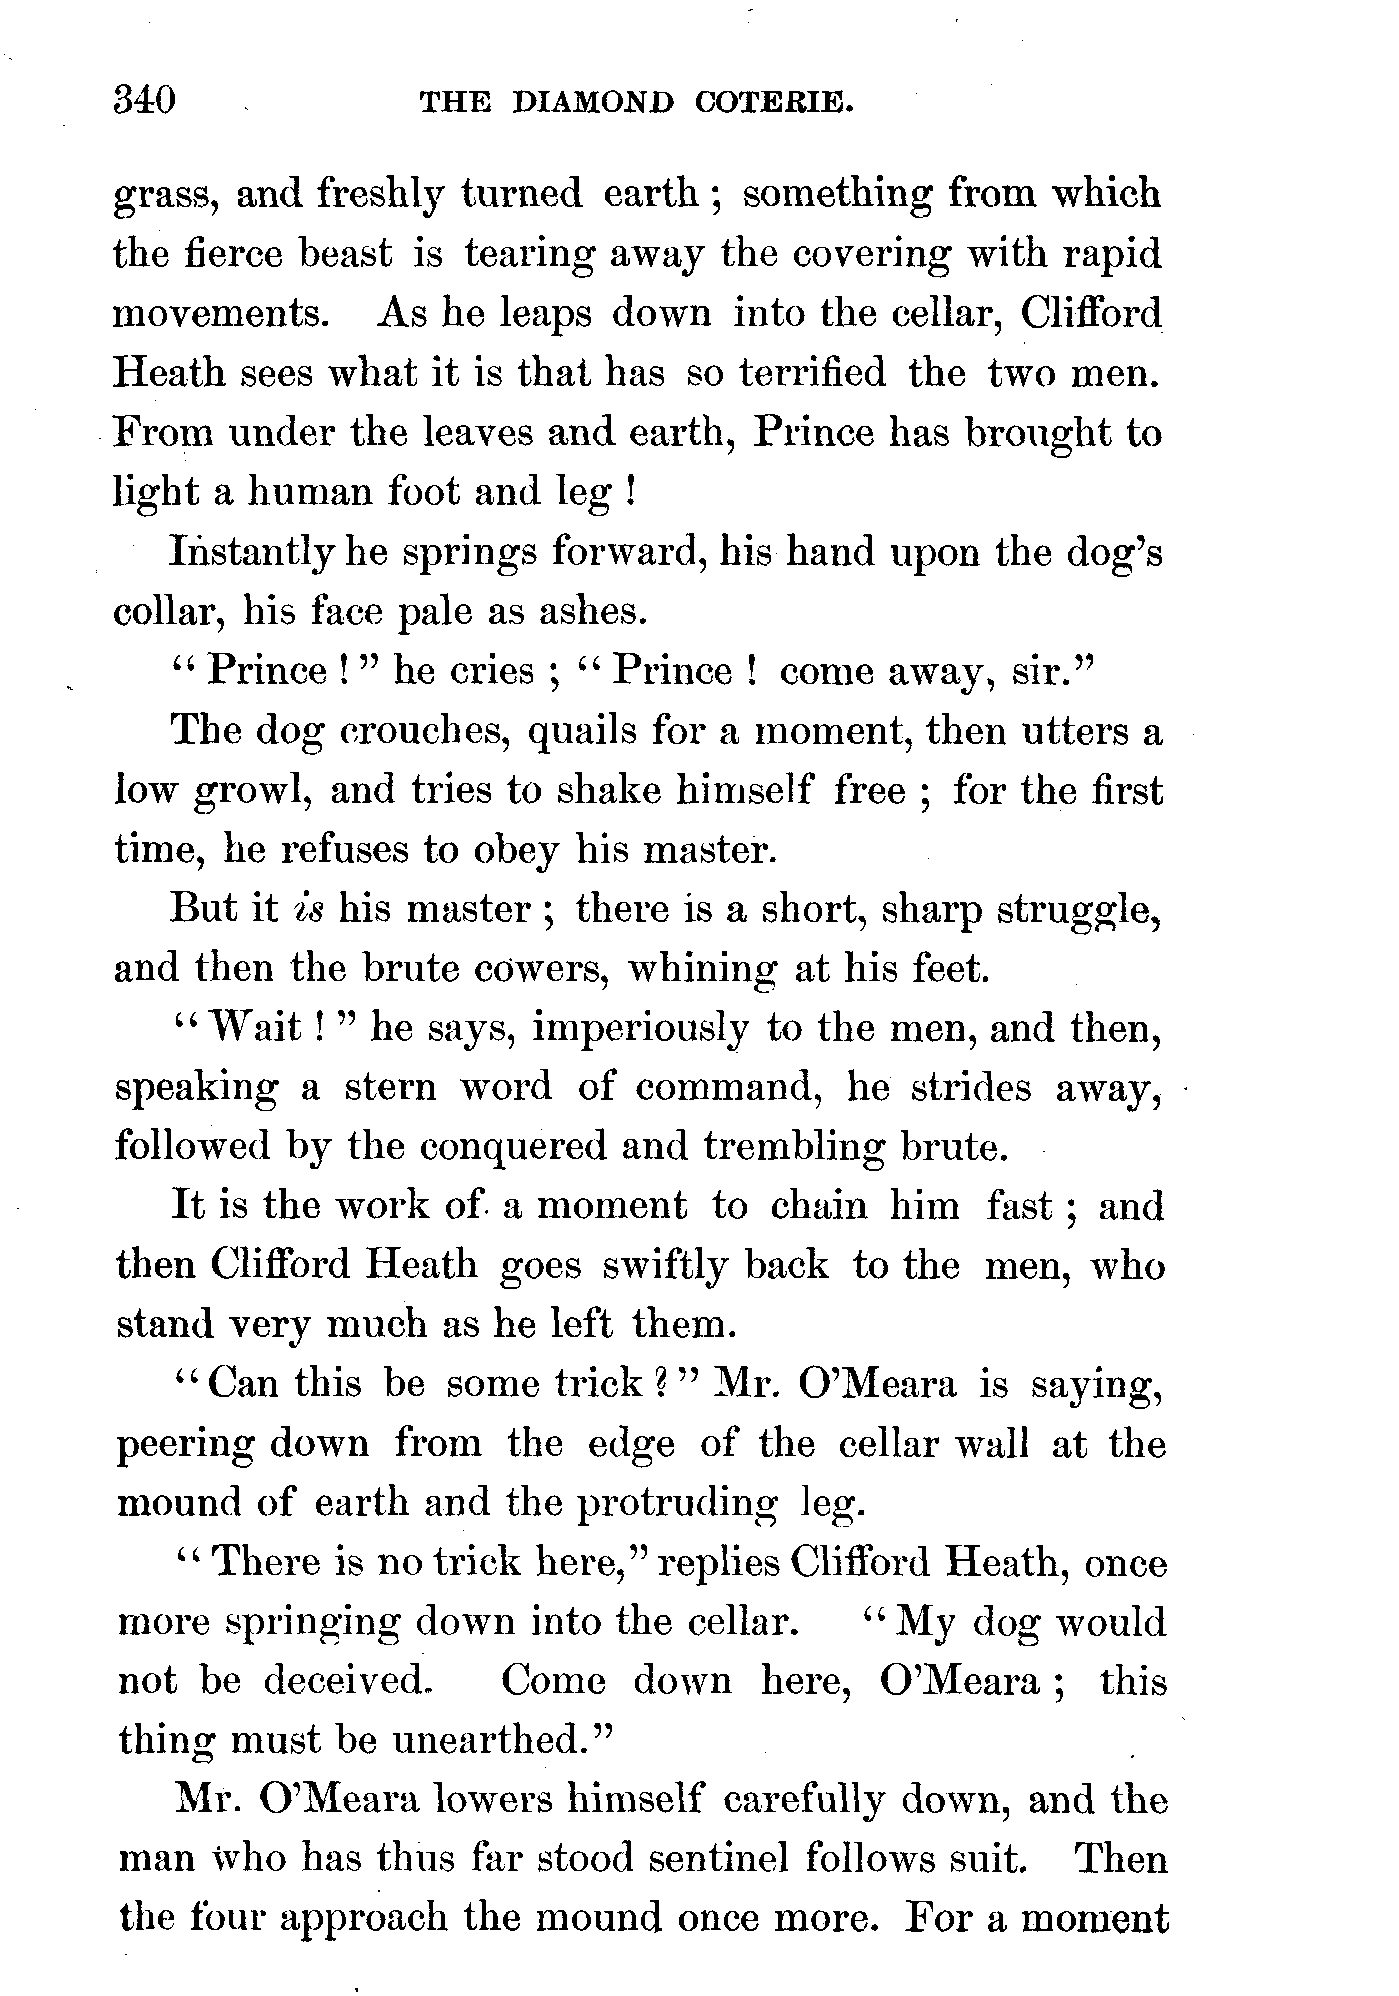 340 THE DIAMOND COTERIE.
grass, and freshly turned earth ; something from which
the fierce beast is tearing away the covering with rapid
movements. As he leaps down into the cellar, Clifford
Heath sees what it is that has so terrified the two men.
From under the leaves and earth, Prince has brought to
light a human foot and leg !
Instantly he springs forward, his hand upon the dog's
collar, his face pale as ashes.
“ Prince ! ” he cries ; “ Prince ! come away, sir.”
The dog crouches, quails for a moment, then utters a
low growl, and tries to shake himself free ; for the first
time, he refuses to obey his master.
But it is his master ; there is a short, sharp struggle,
and then the brute cowers, whining at his feet.
“ Wait ! ” he says, imperiously to the men, and then,
speaking a stern word of command, he strides away,
followed by the conquered and trembling brute.
It is the work of a moment to chain him fast ; and
then Clifford Heath goes swiftly back to the men, who
stand very much as he left them.
“ Can this be some trick ? ” Mr. O'Meara is saying,
peering down from the edge of the cellar wall at the
mound of earth and the protruding leg.
“ There is no trick here,” replies Clifford Heath, once
more springing down into the cellar. “ My dog would
not be deceived. Come down here, O'Meara ; this
thing must be unearthed.”
Mr. O'Meara lowers himself carefully down, and the
man who has thus far stood sentinel follows suit. Then
the four approach the mound once more. For a moment